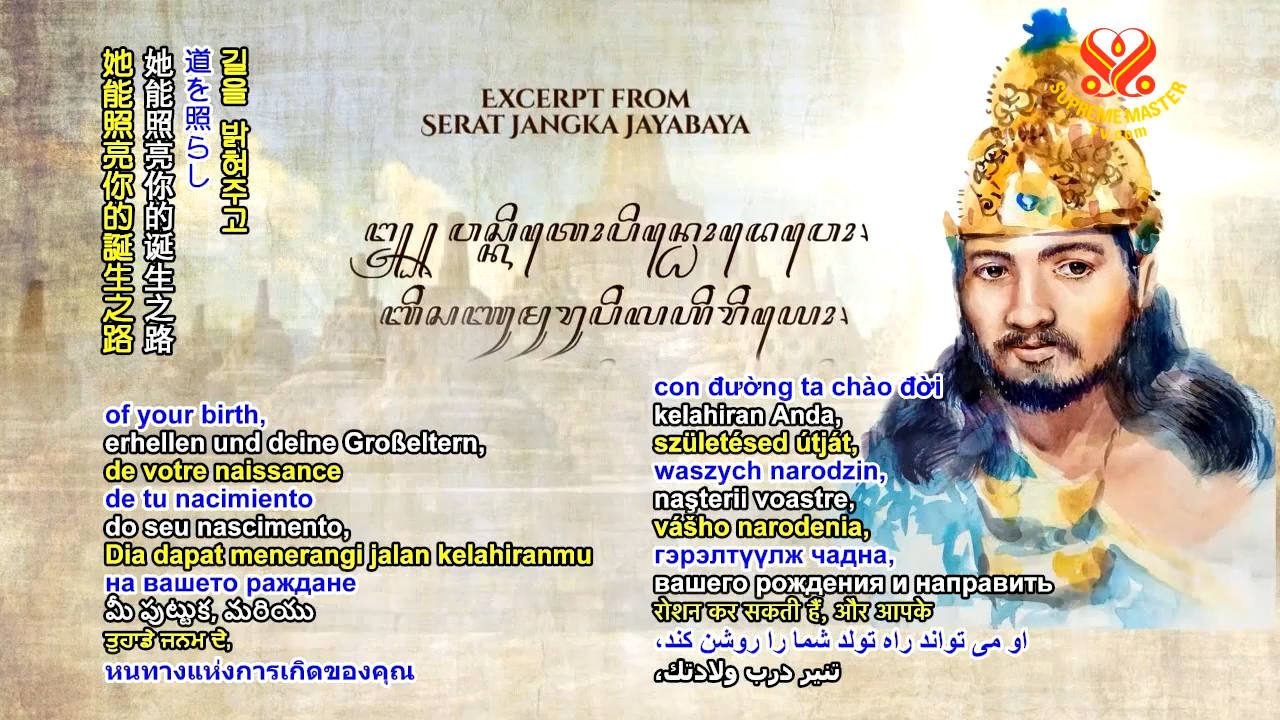 她能照亮你的誕生之路
她能照亮你的诞生之路
道を照らし
길을 밝혀주고
EXCERPT FROM
SERAT JANGKA JAYABAYA
SUPREME MASTER
TV.com
of your birth,
erhellen und deine Großeltern,
de votre naissance
de tu nacimiento
do seu nascimento,
Dia dapat menerangi jalan kelahiranmu
на вашето раждане
మీ పుట్టుక, మరియు
ਤੁਹਾਡੇ ਜਨਮ ਦੇ,
หนทางแห่งการเกิดของคุณ
con đường ta chào đời
kelahiran Anda,
születésed útját,
waszych narodzin,
naşterii voastre,
vášho narodenia,
гэрэлтүүлж чадна,
вашего рождения и направить
रोशन कर सकती हैं, और आपके
او می تواند راه تولد شما را روشن کند،
تنير درب ولادتك،